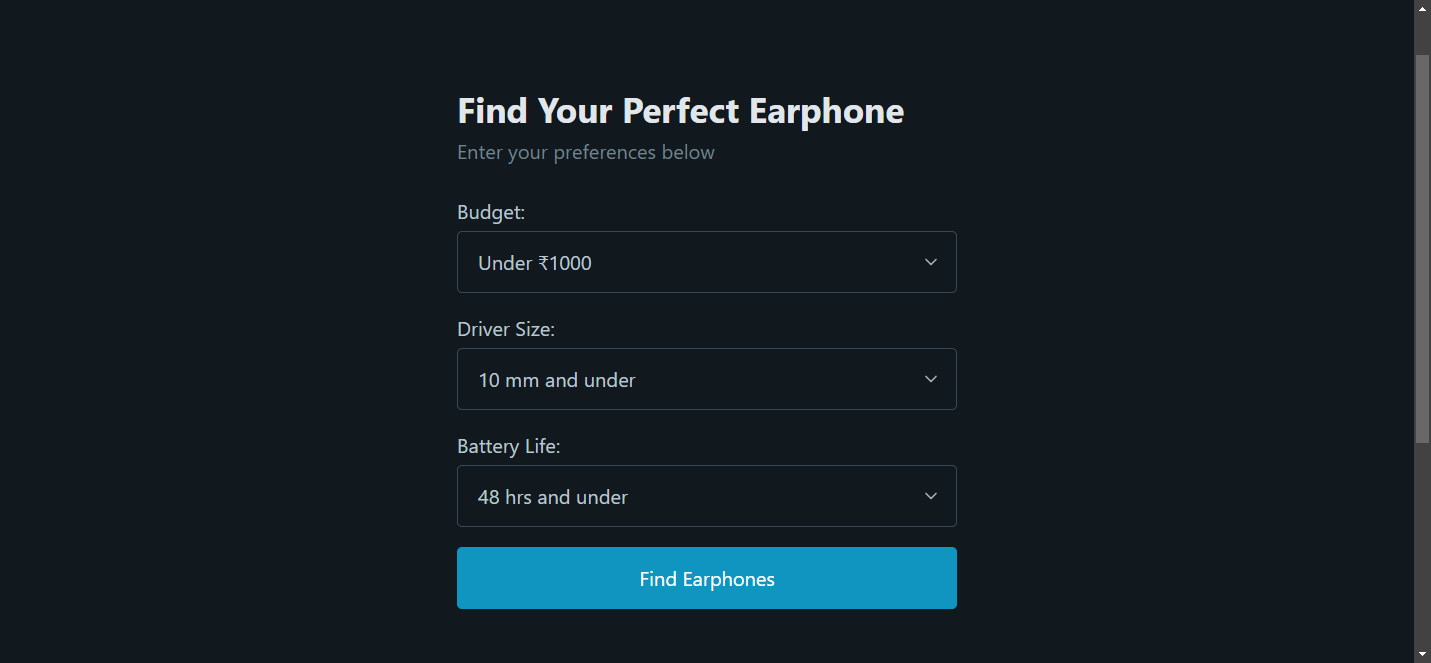 Find Your Perfect Earphone
Enter your preferences below
Budget:
Under ₹1000
Driver Size:
10 mm and under
Battery Life:
48 hrs and under
Find Earphones